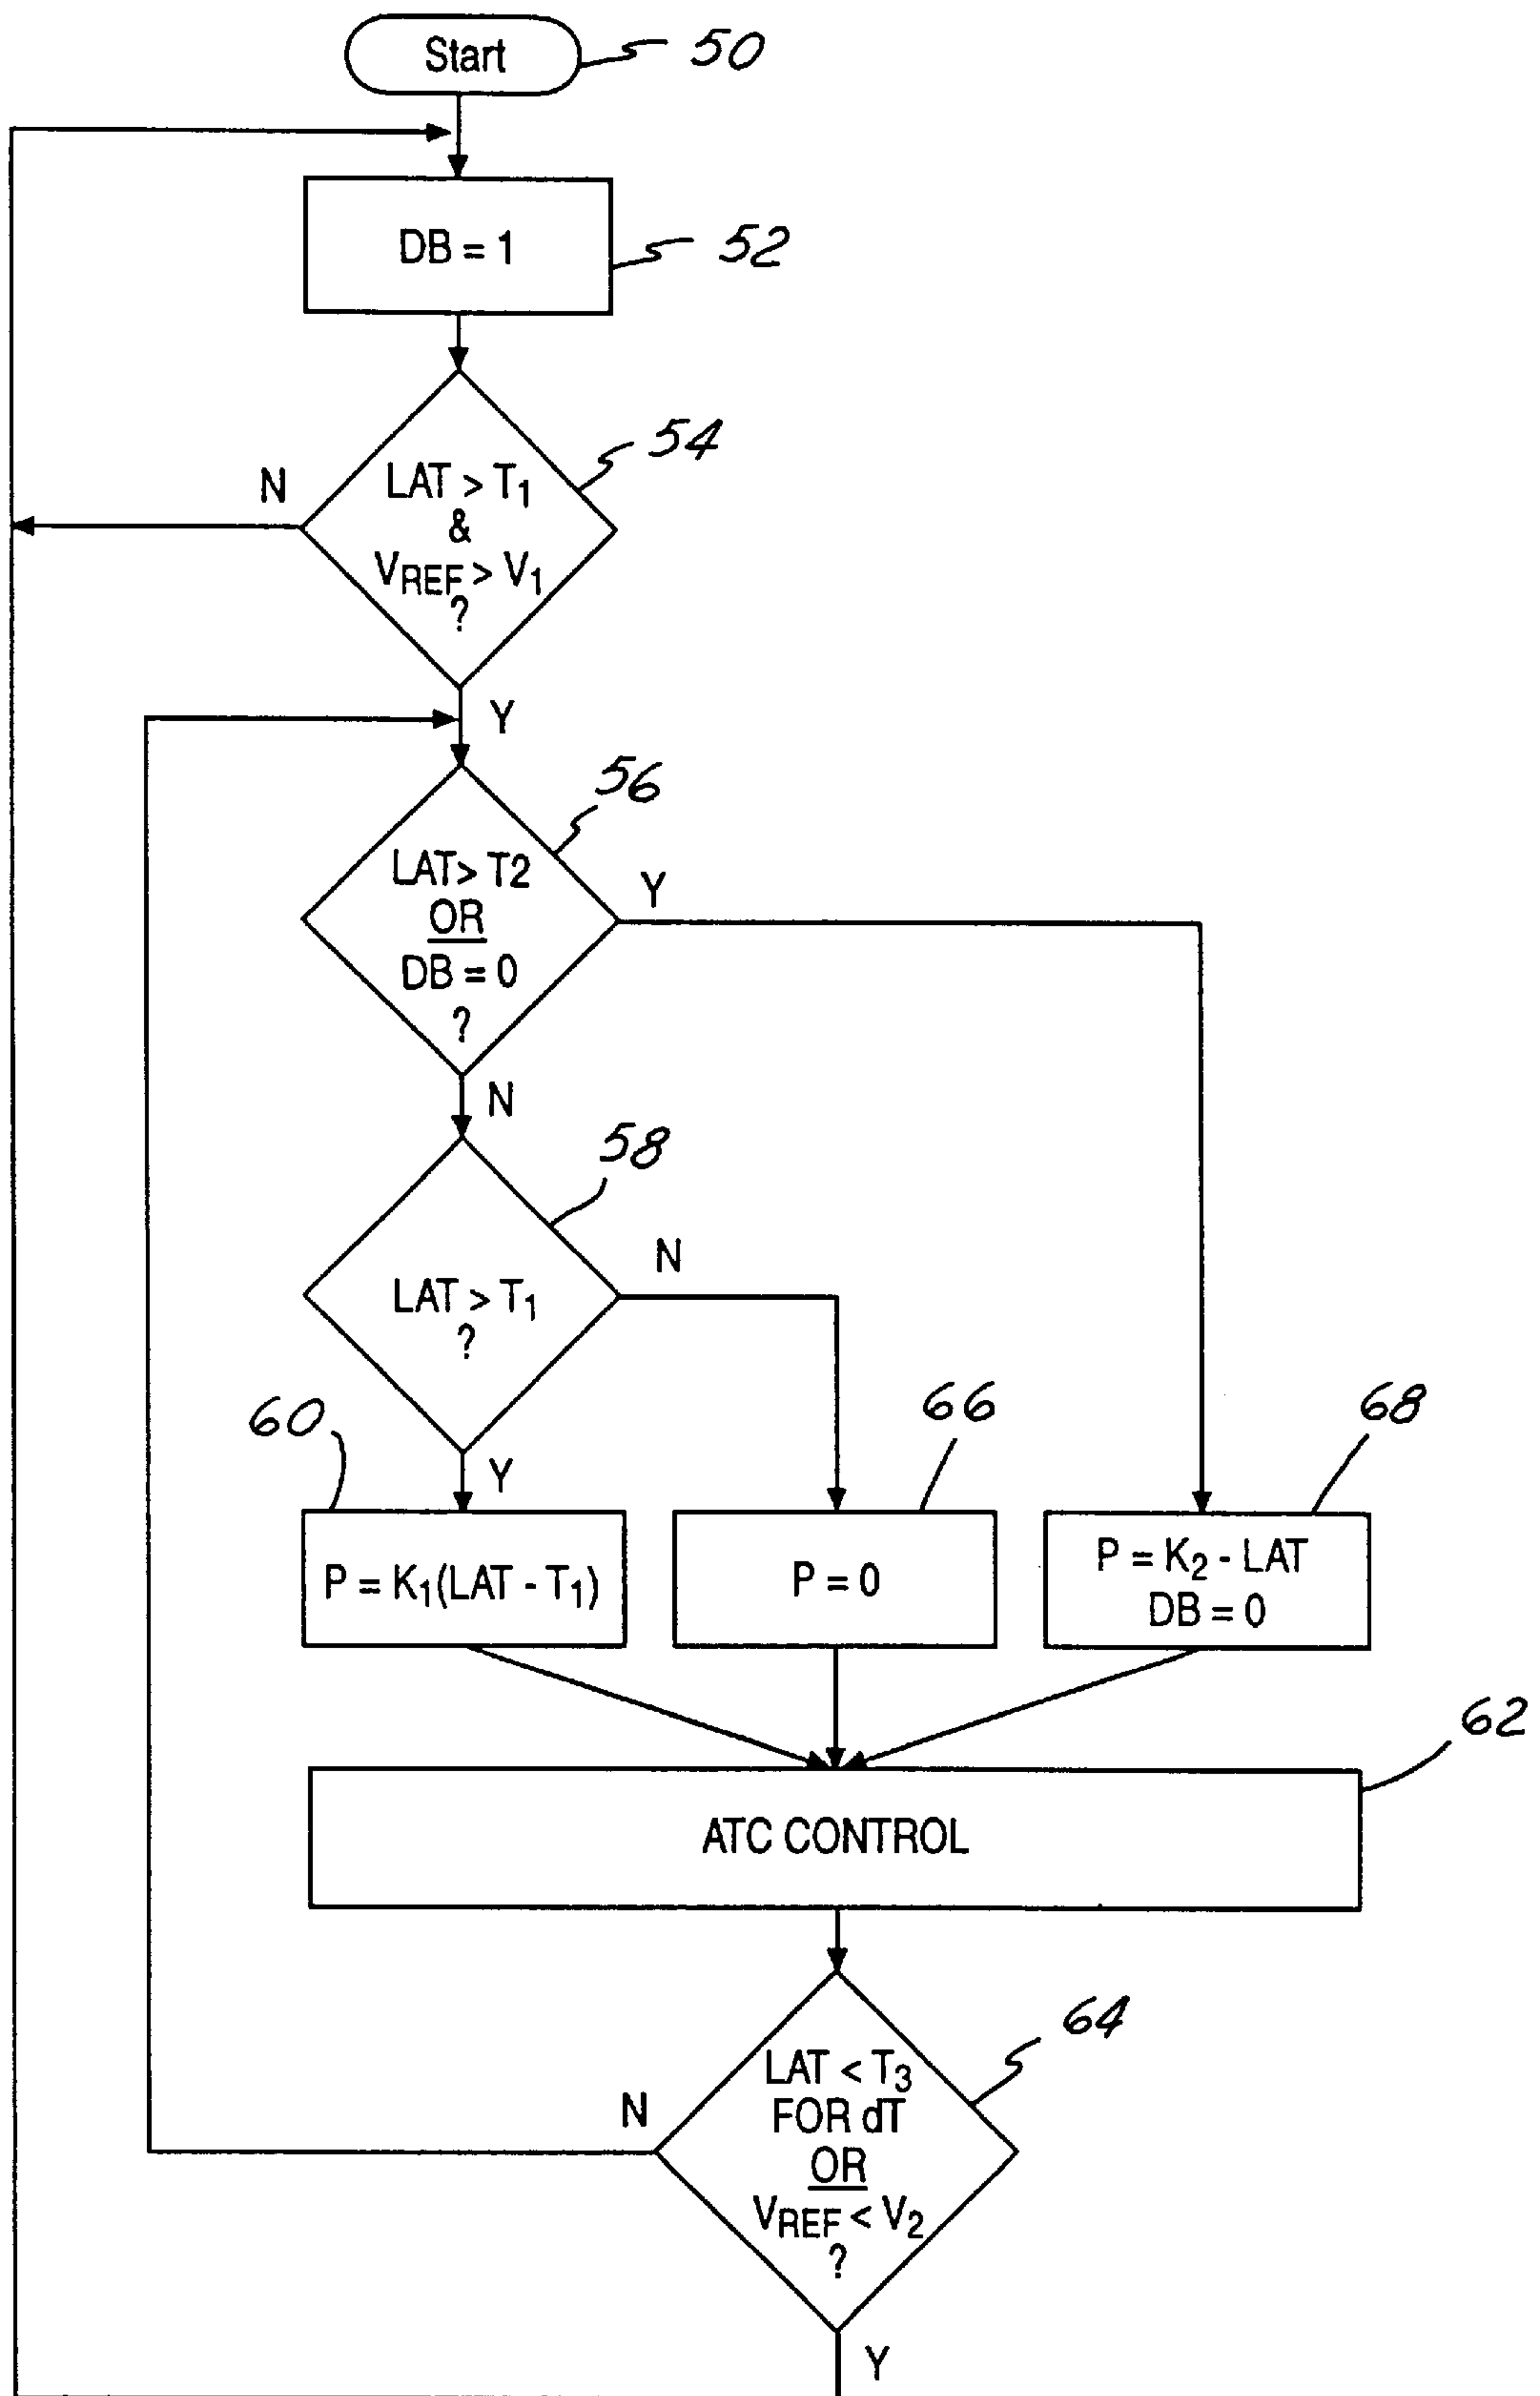 Start
50
DB = 1
52
54
N
LAT > T₁
&
VREF > V₁
?
Y
56
LAT> T2
OR
DB = 0
?
Y
N
58
LAT > T₁
?
N
60
66
68
Y
P = K₁(LAT - T₁)
P = 0
P = K₂ - LAT
DB = 0
62
ATC CONTROL
64
N
LAT < T₃
FOR dT
OR
VREF < V₂
?
Y